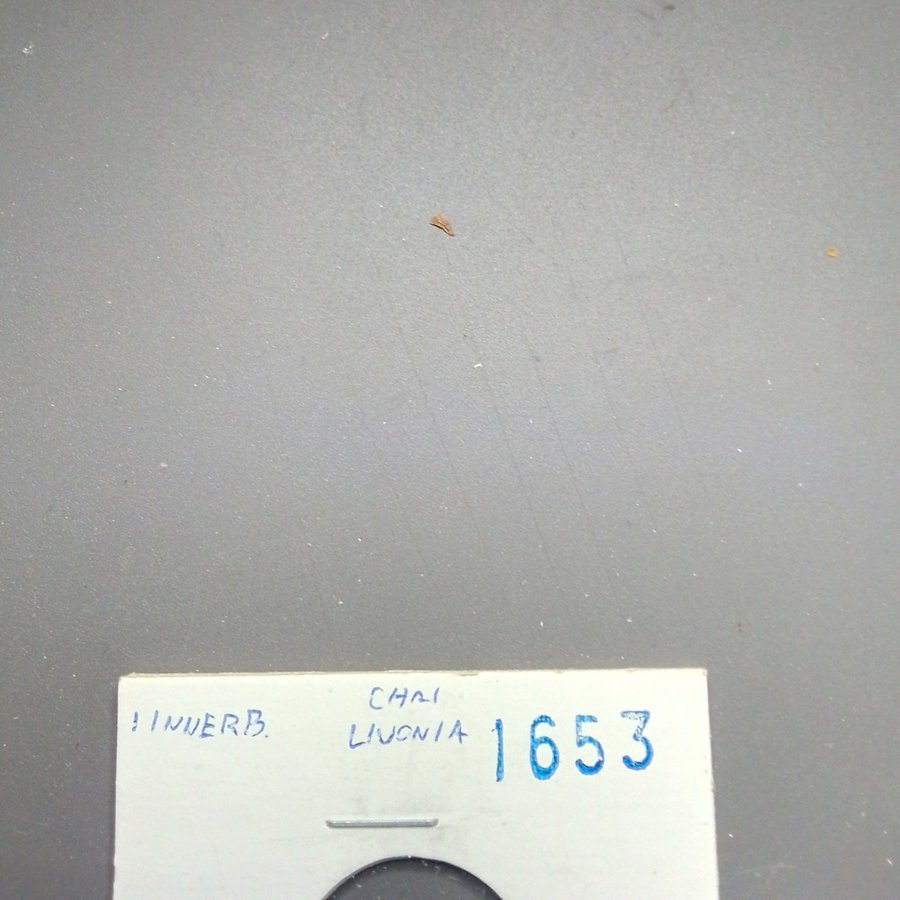 CHRI
1 INNERB. LIVONIA 1653